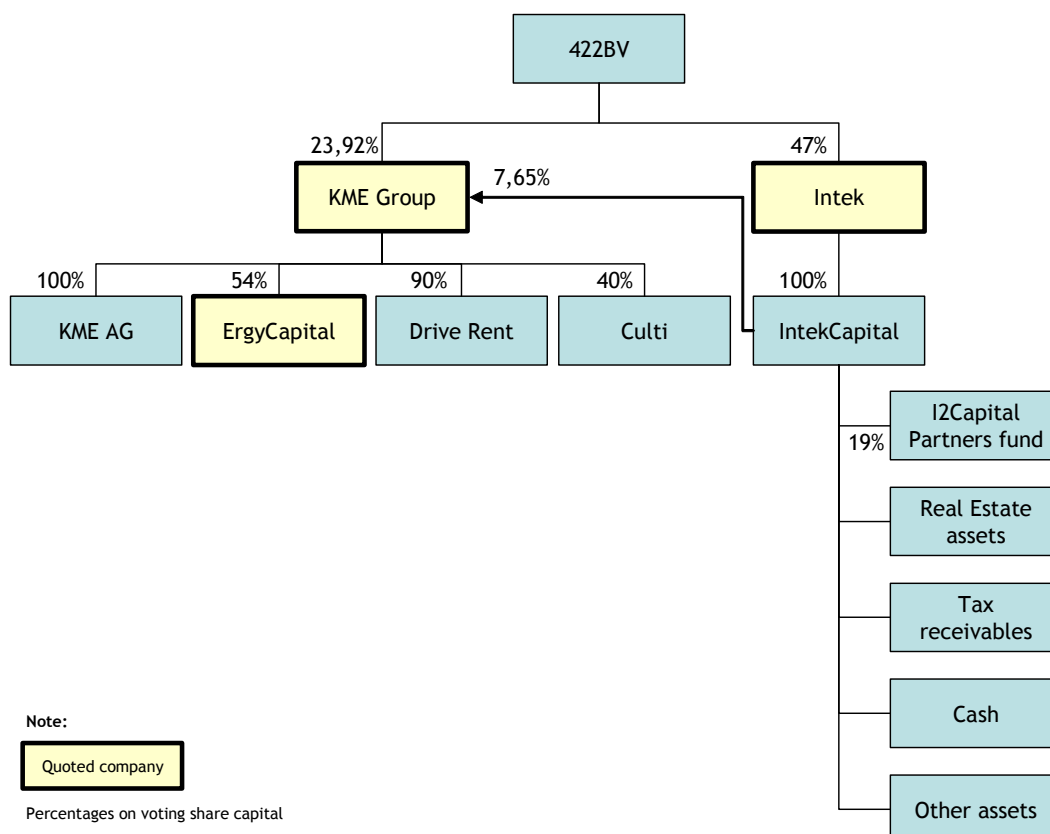 422BV
23,92%
47%
KME Group
7,65%
Intek
100%
54%
90%
40%
100%
KME AG
ErgyCapital
Drive Rent
Culti
IntekCapital
I2Capital
Partners fund
19%
Real Estate
assets
Tax
receivables
Cash
Other assets
Note:
Quoted company
Percentages on voting share capital